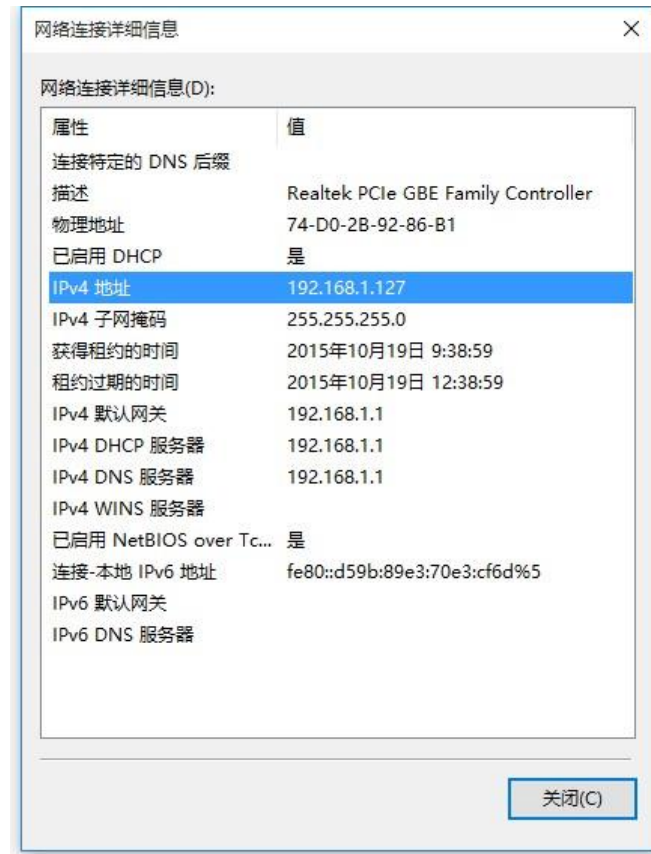 网络连接详细信息
网络连接详细信息(D):
属性 值
连接特定的 DNS 后缀
描述 Realtek PCIe GBE Family Controller
物理地址 74-D0-2B-92-86-B1
已启用 DHCP 是
IPv4 地址 192.168.1.127
IPv4 子网掩码 255.255.255.0
获得租约的时间 2015年10月19日 9:38:59
租约过期的时间 2015年10月19日 12:38:59
IPv4 默认网关 192.168.1.1
IPv4 DHCP 服务器 192.168.1.1
IPv4 DNS 服务器 192.168.1.1
IPv4 WINS 服务器
已启用 NetBIOS over Tc... 是
连接-本地 IPv6 地址 fe80::d59b:89e3:70e3:cf6d%5
IPv6 默认网关
IPv6 DNS 服务器
关闭(C)